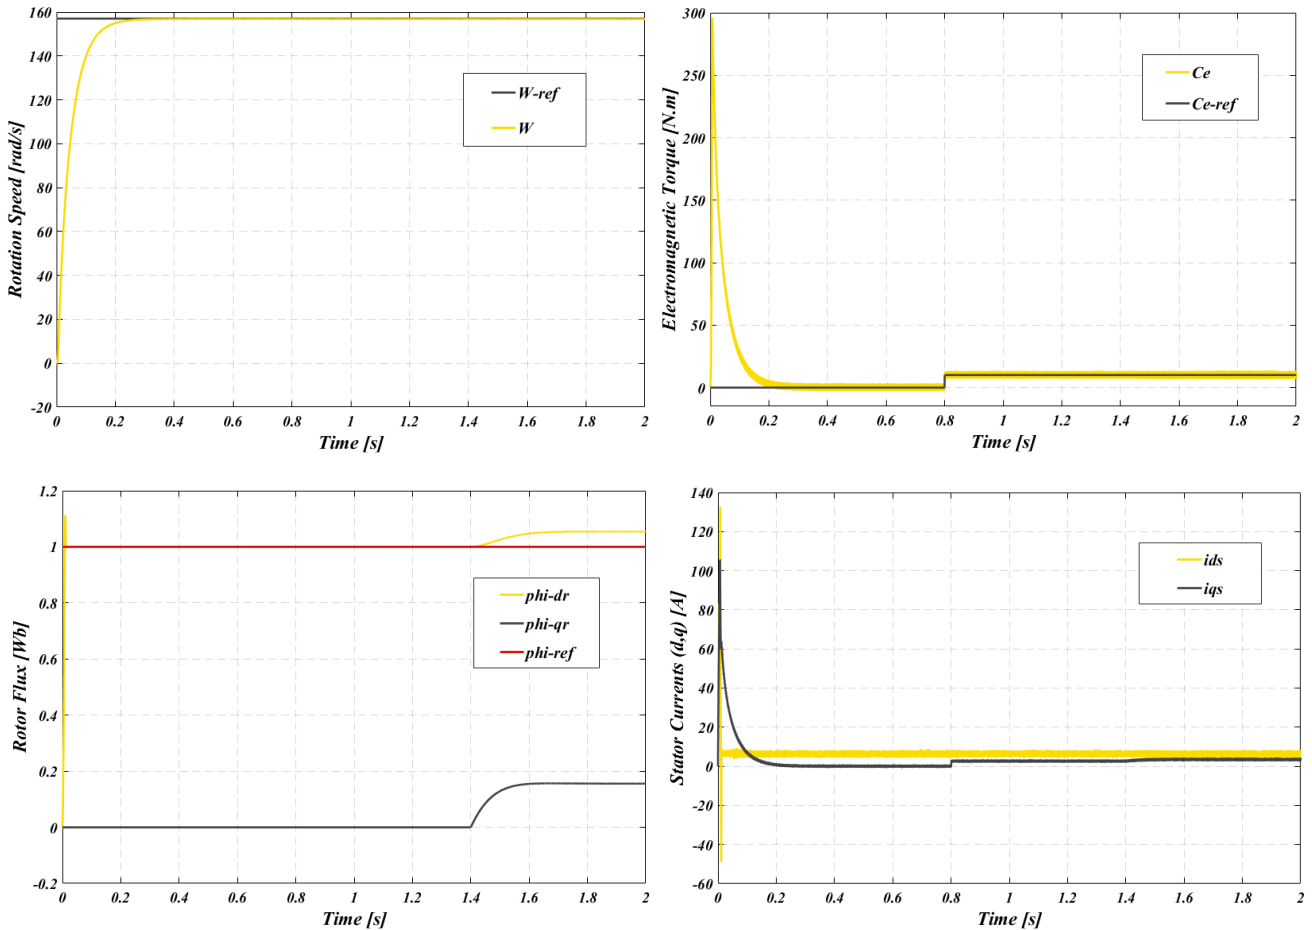 160
140
120
100
80
60
40
20
0
-20
Rotation Speed [rad/s]
W-ref
W
0 0.2 0.4 0.6 0.8 1 1.2 1.4 1.6 1.8 2
Time [s]
300
250
200
150
100
50
0
Electromagnetic Torque [N.m]
Ce
Ce-ref
0 0.2 0.4 0.6 0.8 1 1.2 1.4 1.6 1.8 2
Time [s]
1.2
1
0.8
0.6
0.4
0.2
0
-0.2
Rotor Flux [Wb]
phi-dr
phi-qr
phi-ref
0 0.2 0.4 0.6 0.8 1 1.2 1.4 1.6 1.8 2
Time [s]
140
120
100
80
60
40
20
0
-20
-40
-60
Stator Currents (d,q) [A]
ids
iqs
0 0.2 0.4 0.6 0.8 1 1.2 1.4 1.6 1.8 2
Time [s]